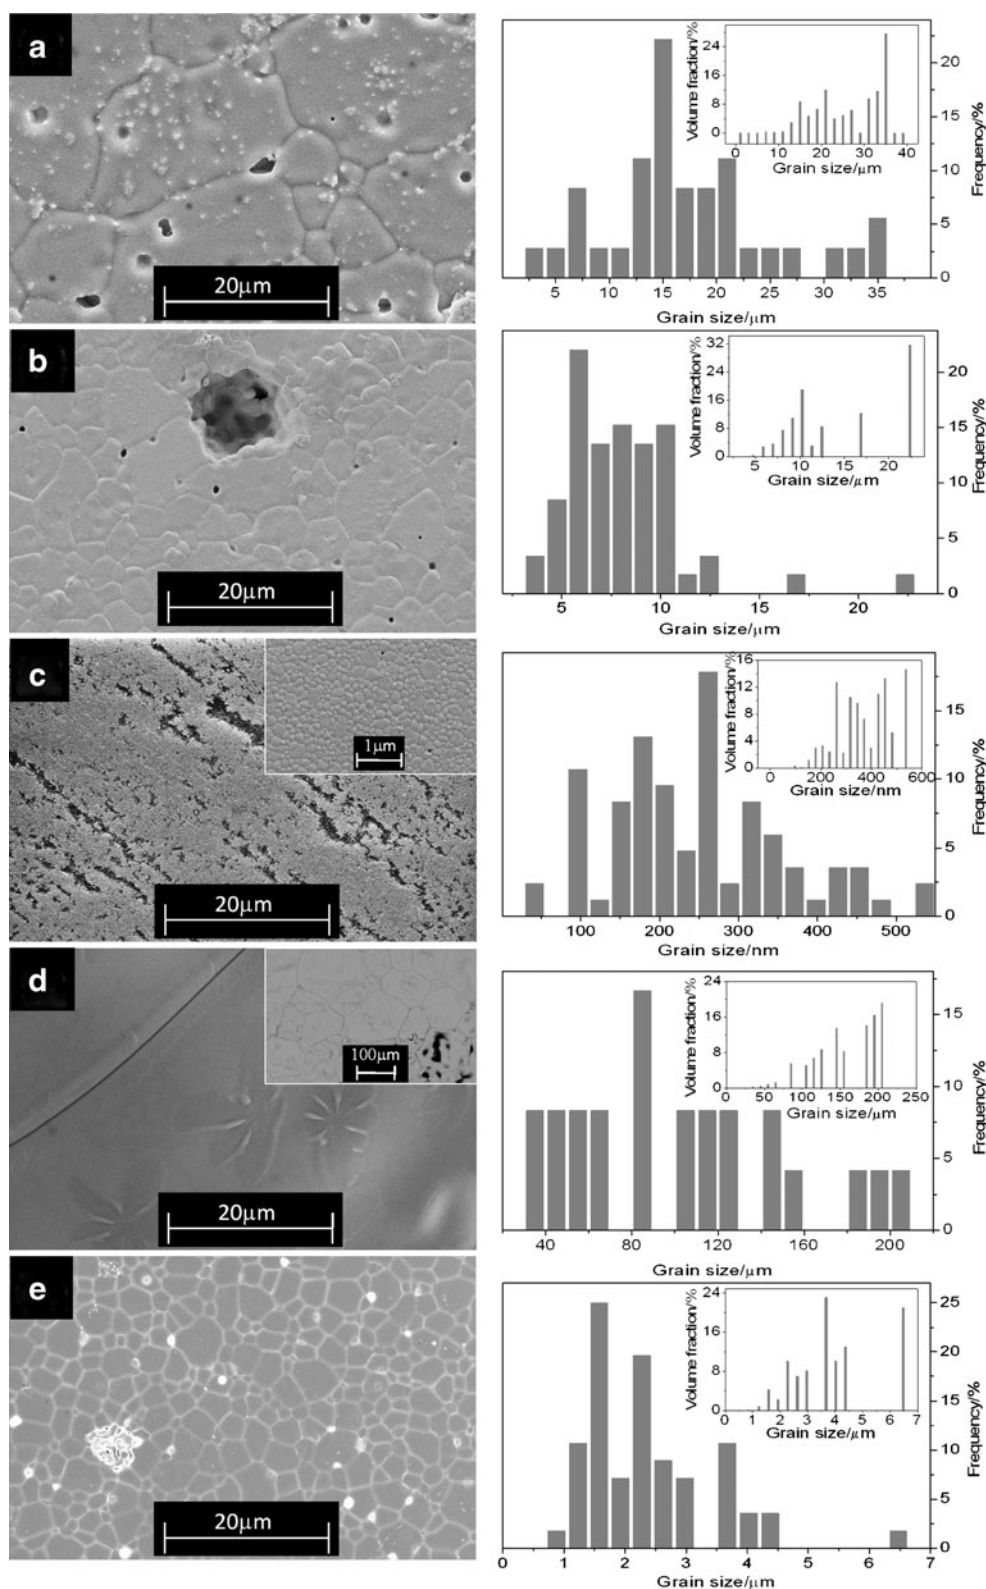 a
20μm
Volume fraction/%
24
16
8
0
0 10 20 30 40
Grain size/μm
Frequency/%
20
15
10
5
0
5 10 15 20 25 30 35
Grain size/μm
b
20μm
Volume fraction/%
32
24
16
8
0
5 10 15 20
Grain size/μm
Frequency/%
20
15
10
5
0
5 10 15 20
Grain size/μm
c
1μm
20μm
Volume fraction/%
16
12
8
4
0
0 200 400 600
Grain size/nm
Frequency/%
15
10
5
0
100 200 300 400 500
Grain size/nm
d
100μm
20μm
Volume fraction/%
24
16
8
0
0 50 100 150 200 250
Grain size/μm
Frequency/%
15
10
5
0
40 80 120 160 200
Grain size/μm
e
20μm
Volume fraction/%
24
16
8
0
0 1 2 3 4 5 6 7
Grain size/μm
Frequency/%
25
20
15
10
5
0
0 1 2 3 4 5 6 7
Grain size/μm